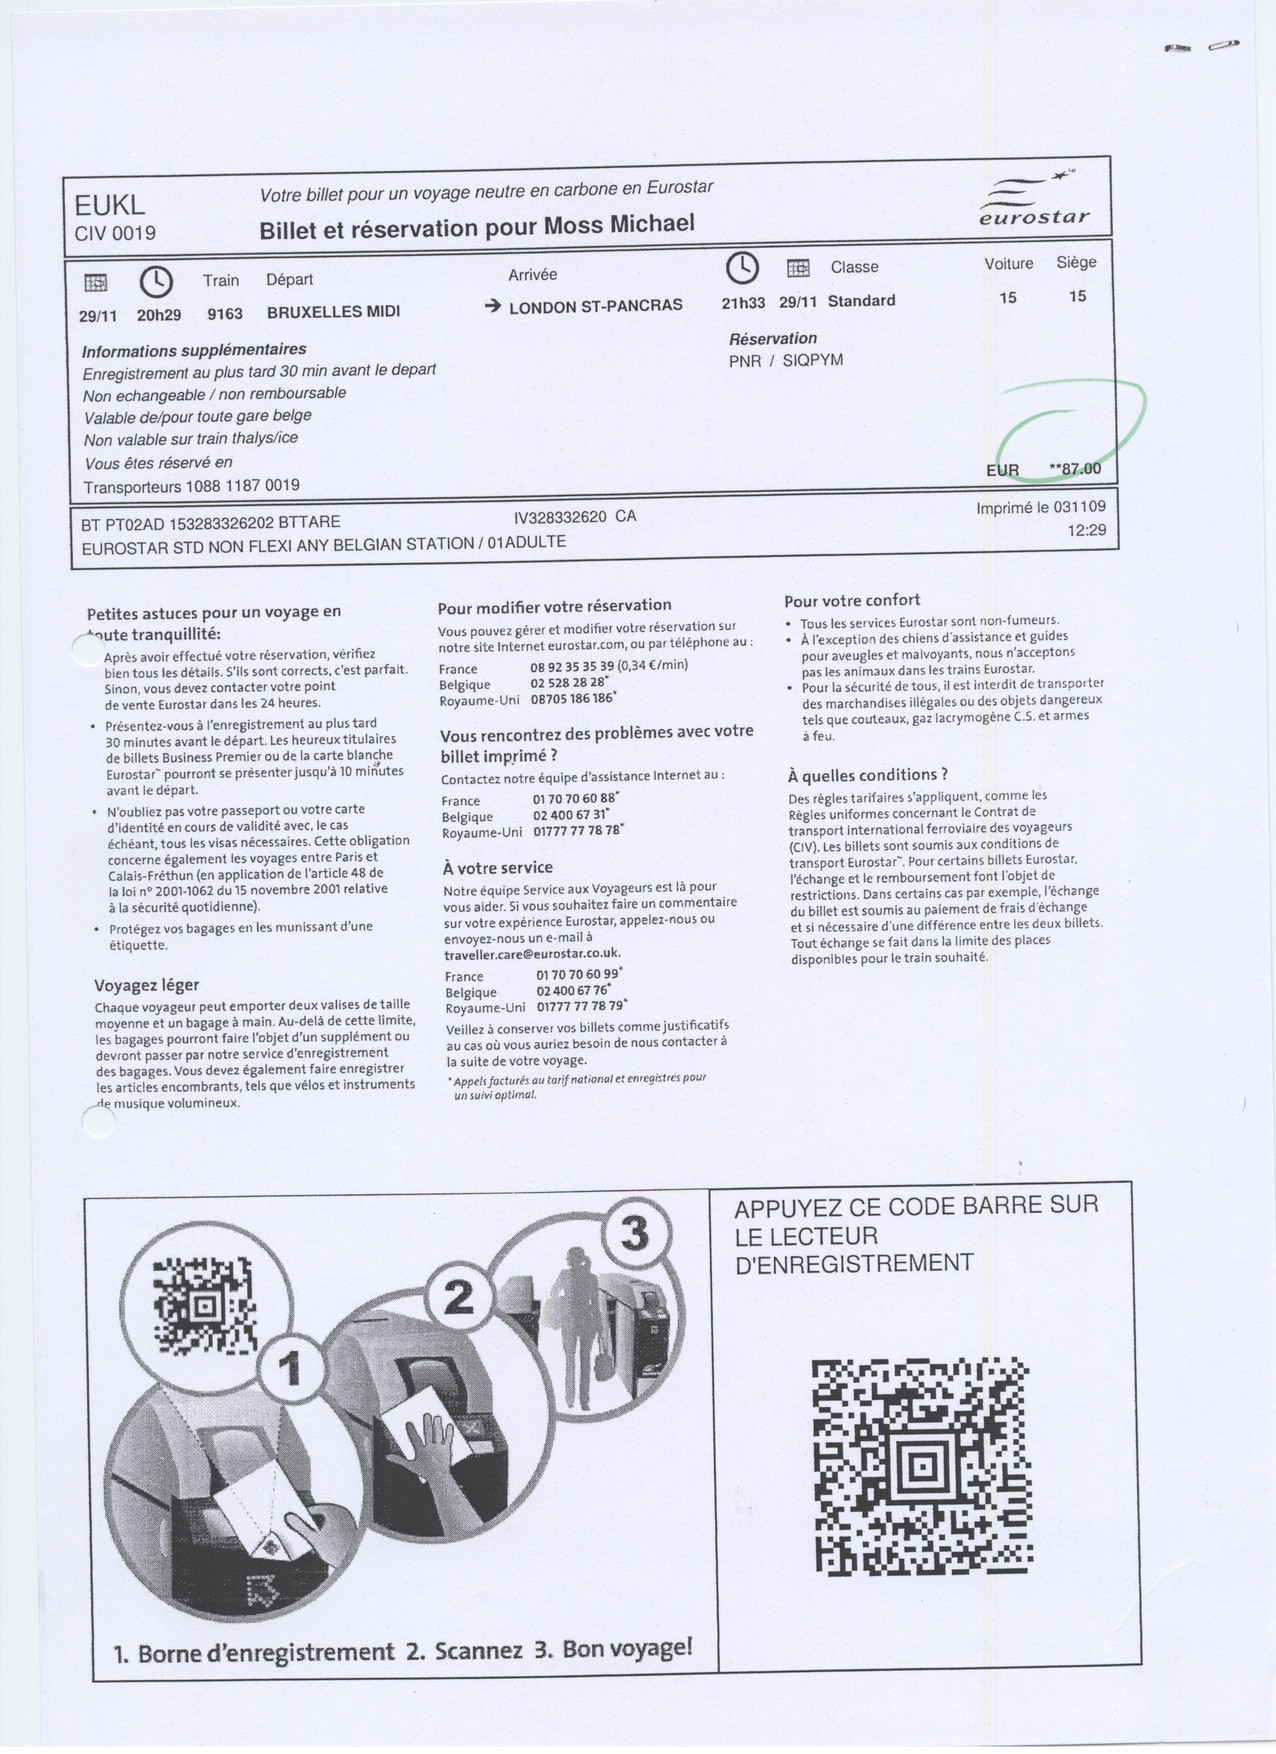 EUKL
CIV 0019
Votre billet pour un voyage neutre en carbone en Eurostar
Billet et réservation pour Moss Michael
eurostar
Train Départ Arrivée Classe Voiture Siège
29/11 20h29 9163 BRUXELLES MIDI → LONDON ST-PANCRAS 21h33 29/11 Standard 15 15
Informations supplémentaires
Enregistrement au plus tard 30 min avant le depart
Non echangeable / non remboursable
Valable de/pour toute gare belge
Non valable sur train thalys/ice
Vous êtes réservé en
Transporteurs 1088 1187 0019
Réservation
PNR / SIQPYM
EUR **87.00
BT PT02AD 153283326202 BTTARE IV328332620 CA
EUROSTAR STD NON FLEXI ANY BELGIAN STATION / 01ADULTE
Imprimé le 031109
12:29
Petites astuces pour un voyage en
toute tranquillité:
Après avoir effectué votre réservation, vérifiez
bien tous les détails. S'ils sont corrects, c'est parfait.
Sinon, vous devez contacter votre point
de vente Eurostar dans les 24 heures.
• Présentez-vous à l'enregistrement au plus tard
30 minutes avant le départ. Les heureux titulaires
de billets Business Premier ou de la carte blanche
Eurostar™ pourront se présenter jusqu'à 10 minutes
avant le départ.
• N'oubliez pas votre passeport ou votre carte
d'identité en cours de validité avec, le cas
échéant, tous les visas nécessaires. Cette obligation
concerne également les voyages entre Paris et
Calais-Fréthun (en application de l'article 48 de
la loi n° 2001-1062 du 15 novembre 2001 relative
à la sécurité quotidienne).
• Protégez vos bagages en les munissant d'une
étiquette.
Voyagez léger
Chaque voyageur peut emporter deux valises de taille
moyenne et un bagage à main. Au-delà de cette limite,
les bagages pourront faire l'objet d'un supplément ou
devront passer par notre service d'enregistrement
des bagages. Vous devez également faire enregistrer
les articles encombrants, tels que vélos et instruments
de musique volumineux.
Pour modifier votre réservation
Vous pouvez gérer et modifier votre réservation sur
notre site Internet eurostar.com, ou par téléphone au :
France 08 92 35 35 39 (0,34 €/min)
Belgique 02 528 28 28*
Royaume-Uni 08705 186 186*
Vous rencontrez des problèmes avec votre
billet imprimé ?
Contactez notre équipe d'assistance Internet au :
France 01 70 70 60 88*
Belgique 02 400 67 31*
Royaume-Uni 01777 77 78 78*
À votre service
Notre équipe Service aux Voyageurs est là pour
vous aider. Si vous souhaitez faire un commentaire
sur votre expérience Eurostar, appelez-nous ou
envoyez-nous un e-mail à
traveller.care@eurostar.co.uk.
France 01 70 70 60 99*
Belgique 02 400 67 76*
Royaume-Uni 01777 77 78 79*
Veillez à conserver vos billets comme justificatifs
au cas où vous auriez besoin de nous contacter à
la suite de votre voyage.
*Appels facturés au tarif national et enregistrés pour
un suivi optimal.
Pour votre confort
• Tous les services Eurostar sont non-fumeurs.
• À l'exception des chiens d'assistance et guides
pour aveugles et malvoyants, nous n'acceptons
pas les animaux dans les trains Eurostar.
• Pour la sécurité de tous, il est interdit de transporter
des marchandises illégales ou des objets dangereux
tels que couteaux, gaz lacrymogène C.S. et armes
à feu.
À quelles conditions ?
Des règles tarifaires s'appliquent, comme les
Règles uniformes concernant le Contrat de
transport international ferroviaire des voyageurs
(CIV). Les billets sont soumis aux conditions de
transport Eurostar™. Pour certains billets Eurostar,
l'échange et le remboursement font l'objet de
restrictions. Dans certains cas par exemple, l'échange
du billet est soumis au paiement de frais d'échange
et si nécessaire d'une différence entre les deux billets.
Tout échange se fait dans la limite des places
disponibles pour le train souhaité.
1
2
3
1. Borne d'enregistrement 2. Scannez 3. Bon voyage!
APPUYEZ CE CODE BARRE SUR
LE LECTEUR
D'ENREGISTREMENT